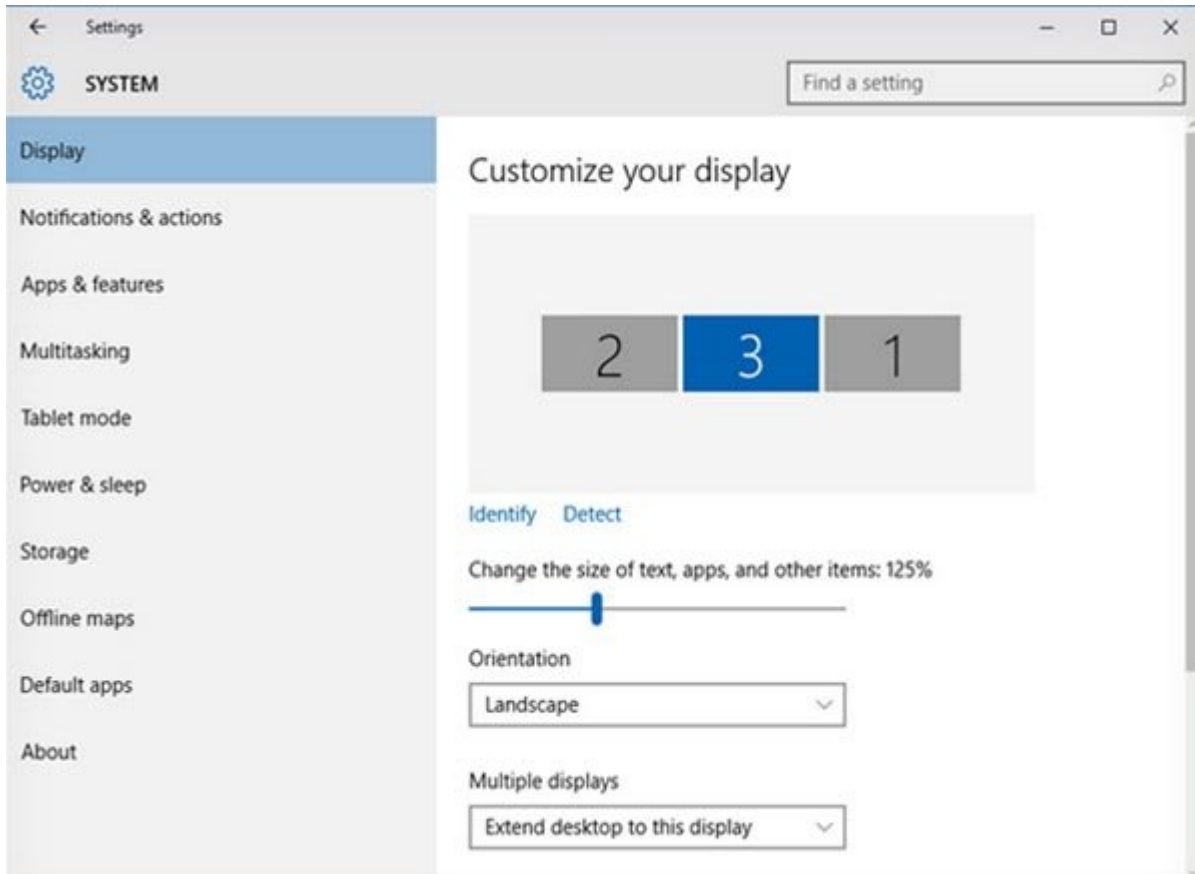 Settings
SYSTEM
Find a setting
Display
Notifications & actions
Apps & features
Multitasking
Tablet mode
Power & sleep
Storage
Offline maps
Default apps
About
Customize your display
2 3 1
Identify Detect
Change the size of text, apps, and other items: 125%
Orientation
Landscape
Multiple displays
Extend desktop to this display